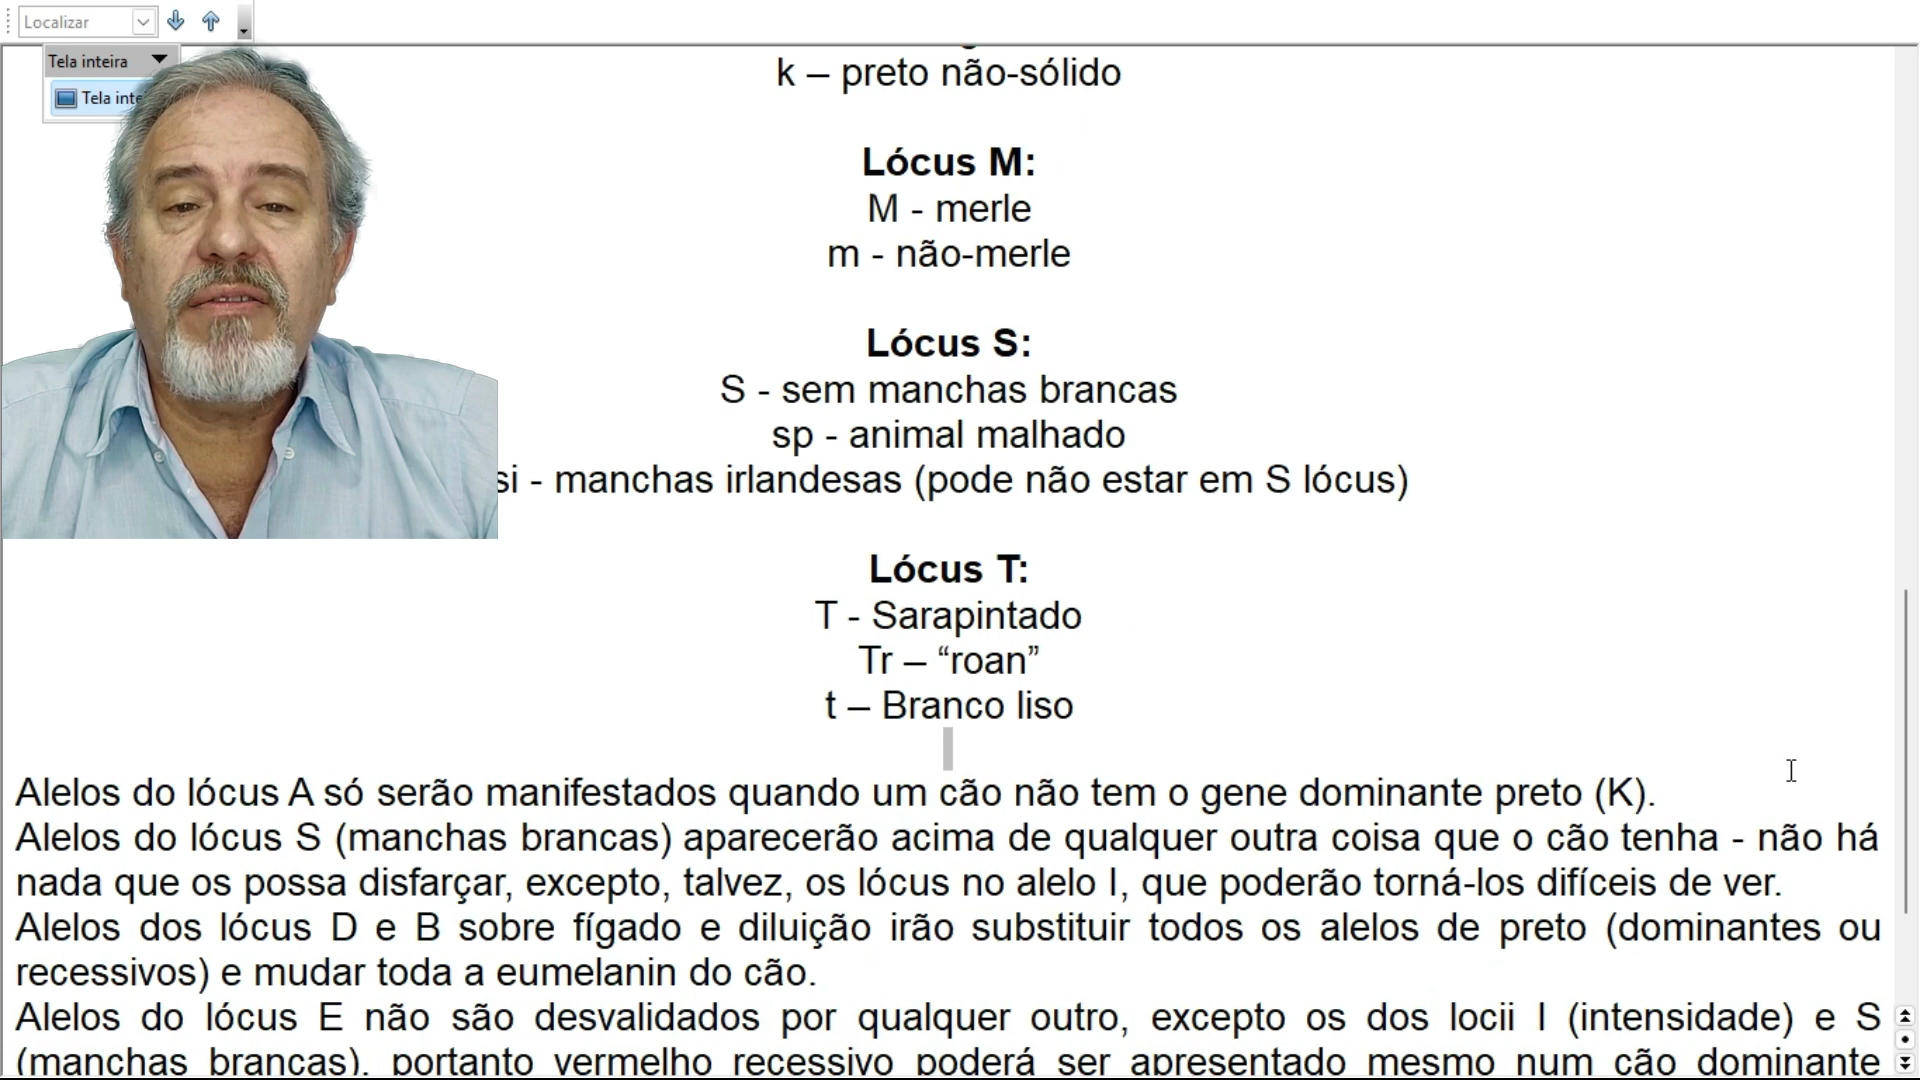 Localizar
Tela inteira
Tela inte
k – preto não-sólido
Lócus M:
M - merle
m - não-merle
Lócus S:
S - sem manchas brancas
sp - animal malhado
si - manchas irlandesas (pode não estar em S lócus)
Lócus T:
T - Sarapintado
Tr – “roan”
t – Branco liso
Alelos do lócus A só serão manifestados quando um cão não tem o gene dominante preto (K).
Alelos do lócus S (manchas brancas) aparecerão acima de qualquer outra coisa que o cão tenha - não há
nada que os possa disfarçar, excepto, talvez, os lócus no alelo I, que poderão torná-los difíceis de ver.
Alelos dos lócus D e B sobre fígado e diluição irão substituir todos os alelos de preto (dominantes ou
recessivos) e mudar toda a eumelanin do cão.
Alelos do lócus E não são desvalidados por qualquer outro, excepto os dos locii I (intensidade) e S
(manchas brancas), portanto vermelho recessivo poderá ser apresentado mesmo num cão dominante